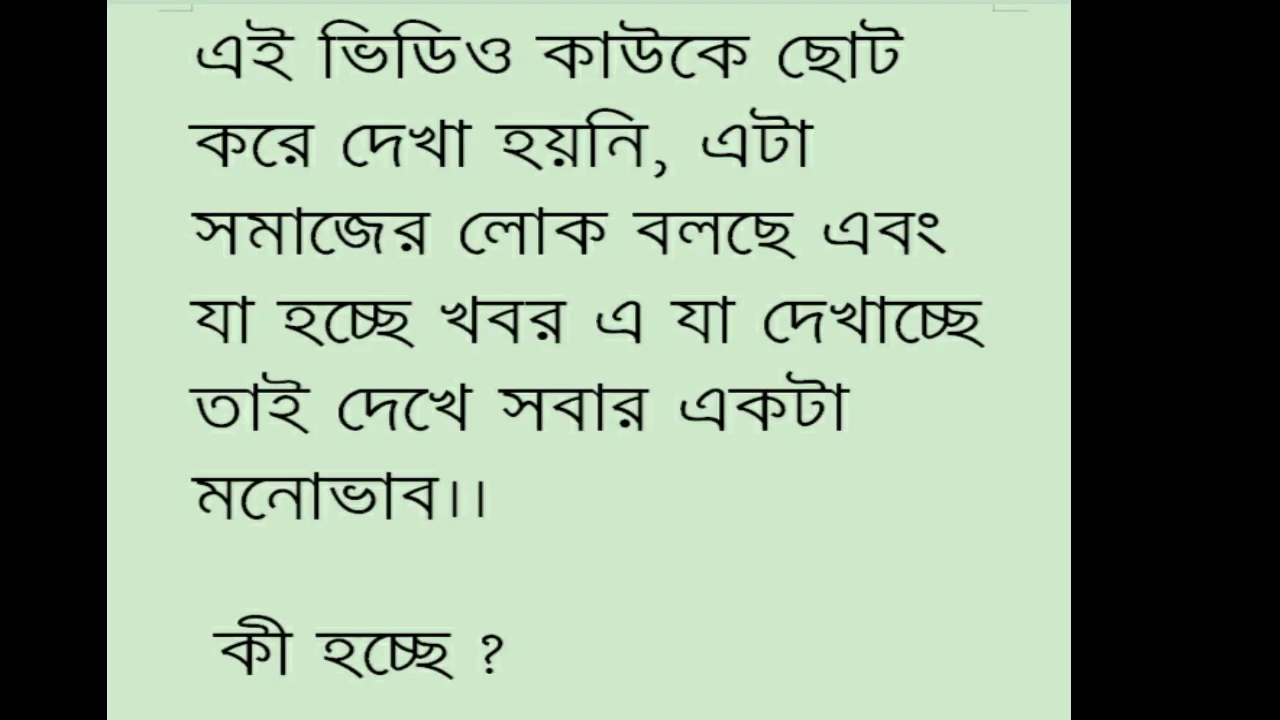 এই ভিডিও কাউকে ছোট
করে দেখা হয়নি, এটা
সমাজের লোক বলছে এবং
যা হচ্ছে খবর এ যা দেখাচ্ছে
তাই দেখে সবার একটা
মনোভাব।।
কী হচ্ছে ?